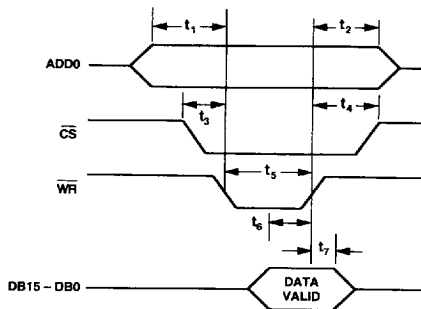 t1
t2
ADD0
t3
t4
CS
t5
WR
t6
t7
DB15 – DB0
DATA
VALID